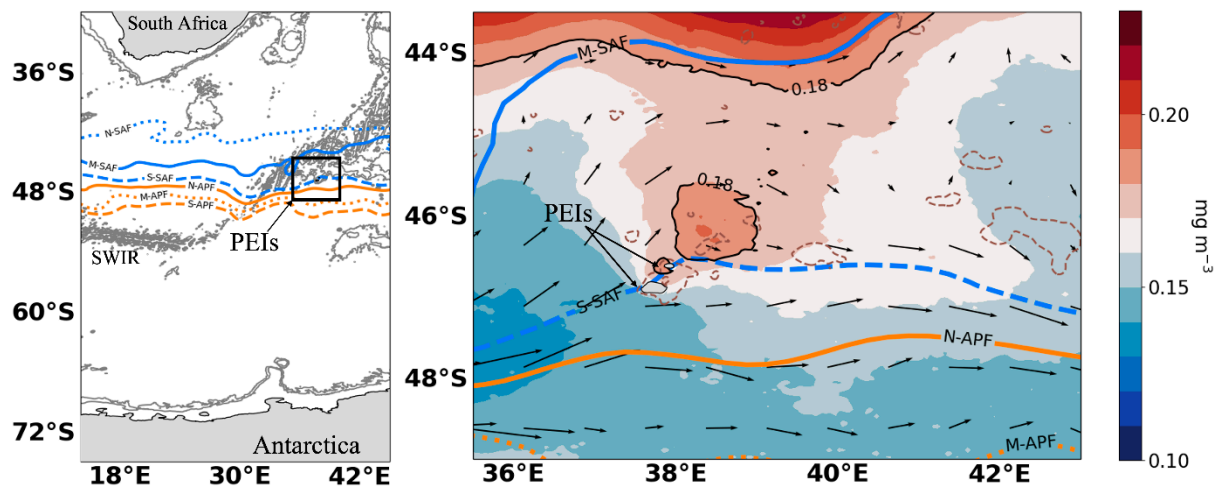 South Africa
36°S
N-SAF
M-SAF
S-SAF
N-APF
48°S
M-APF
S-APF
PEIs
SWIR
60°S
72°S
Antarctica
18°E
30°E
42°E
44°S
M-SAF
0.18
0.18
46°S
PEIs
S-SAF
N-APF
48°S
M-APF
36°E
38°E
40°E
42°E
0.20
0.15
0.10
mg m⁻³